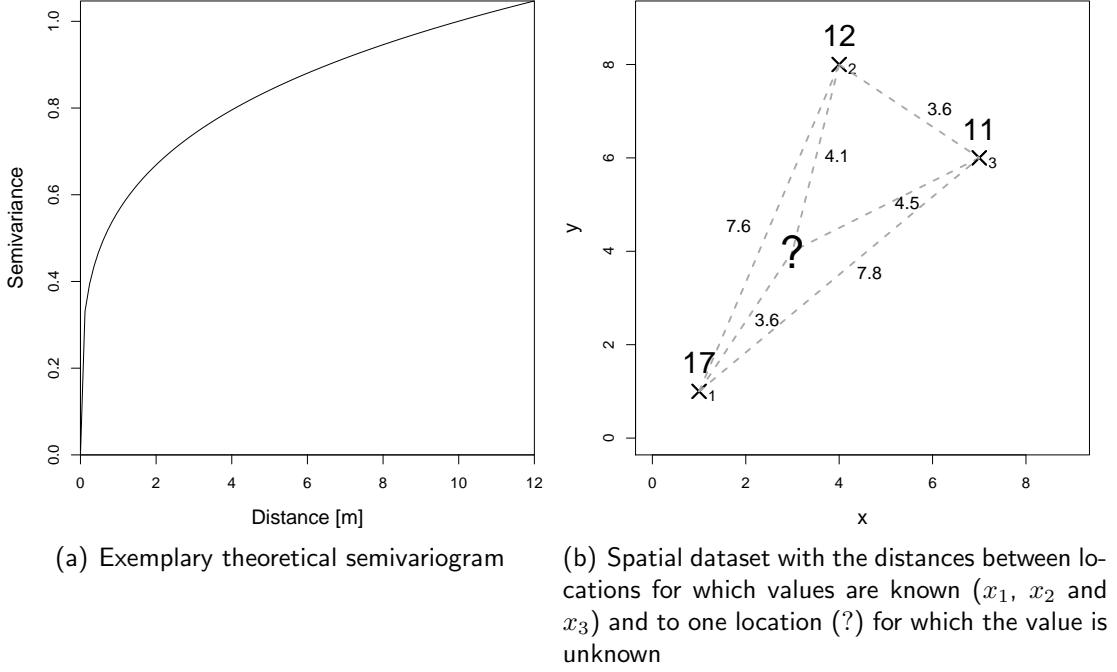 Semivariance
0.0 0.2 0.4 0.6 0.8 1.0
0 2 4 6 8 10 12
Distance [m]
(a) Exemplary theoretical semivariogram
y
0 2 4 6 8
12
2
3.6
11
3
4.1
4.5
7.6
?
7.8
3.6
17
1
0 2 4 6 8
x
(b) Spatial dataset with the distances between lo-
cations for which values are known (x₁, x₂ and
x₃) and to one location (?) for which the value is
unknown